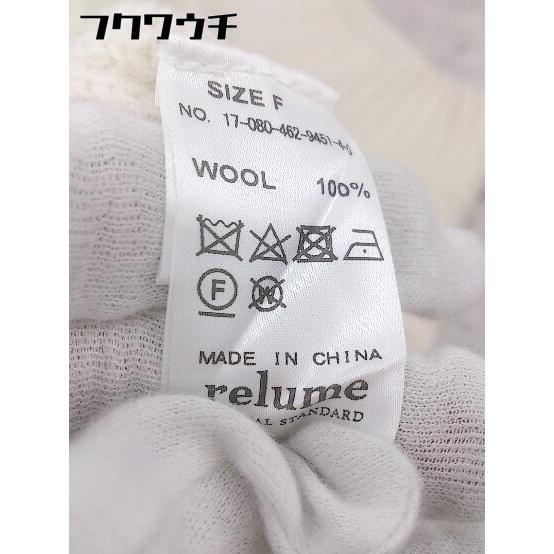 フクワウチ
SIZE F
NO. 17-080-462-9451-4-0
WOOL 100%
F
W
MADE IN CHINA
relume
STANDARD